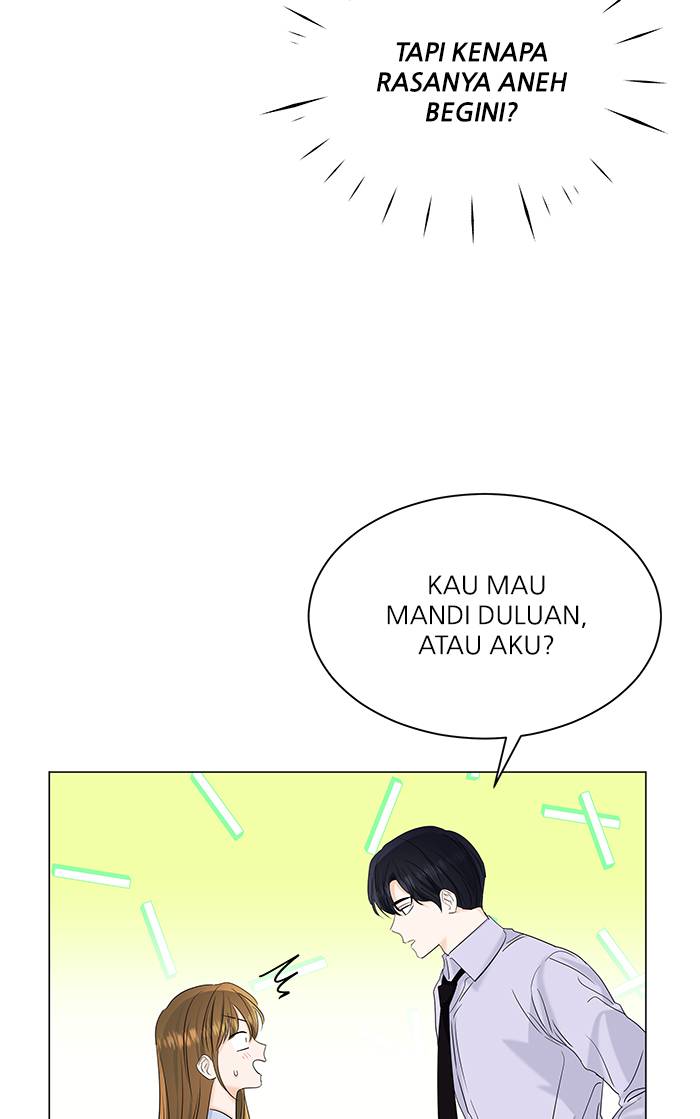 TAPI KENAPA
RASANYA ANEH
BEGINI?
KAU MAU
MANDI DULUAN,
ATAU AKU?